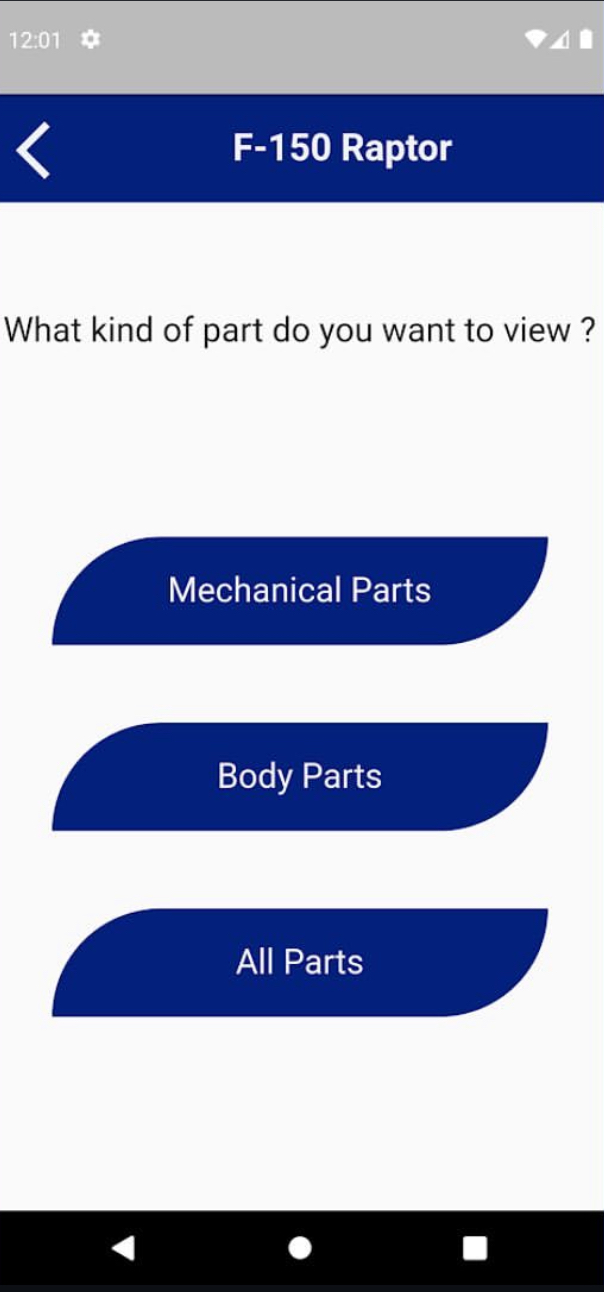 12:01
F-150 Raptor
What kind of part do you want to view ?
Mechanical Parts
Body Parts
All Parts